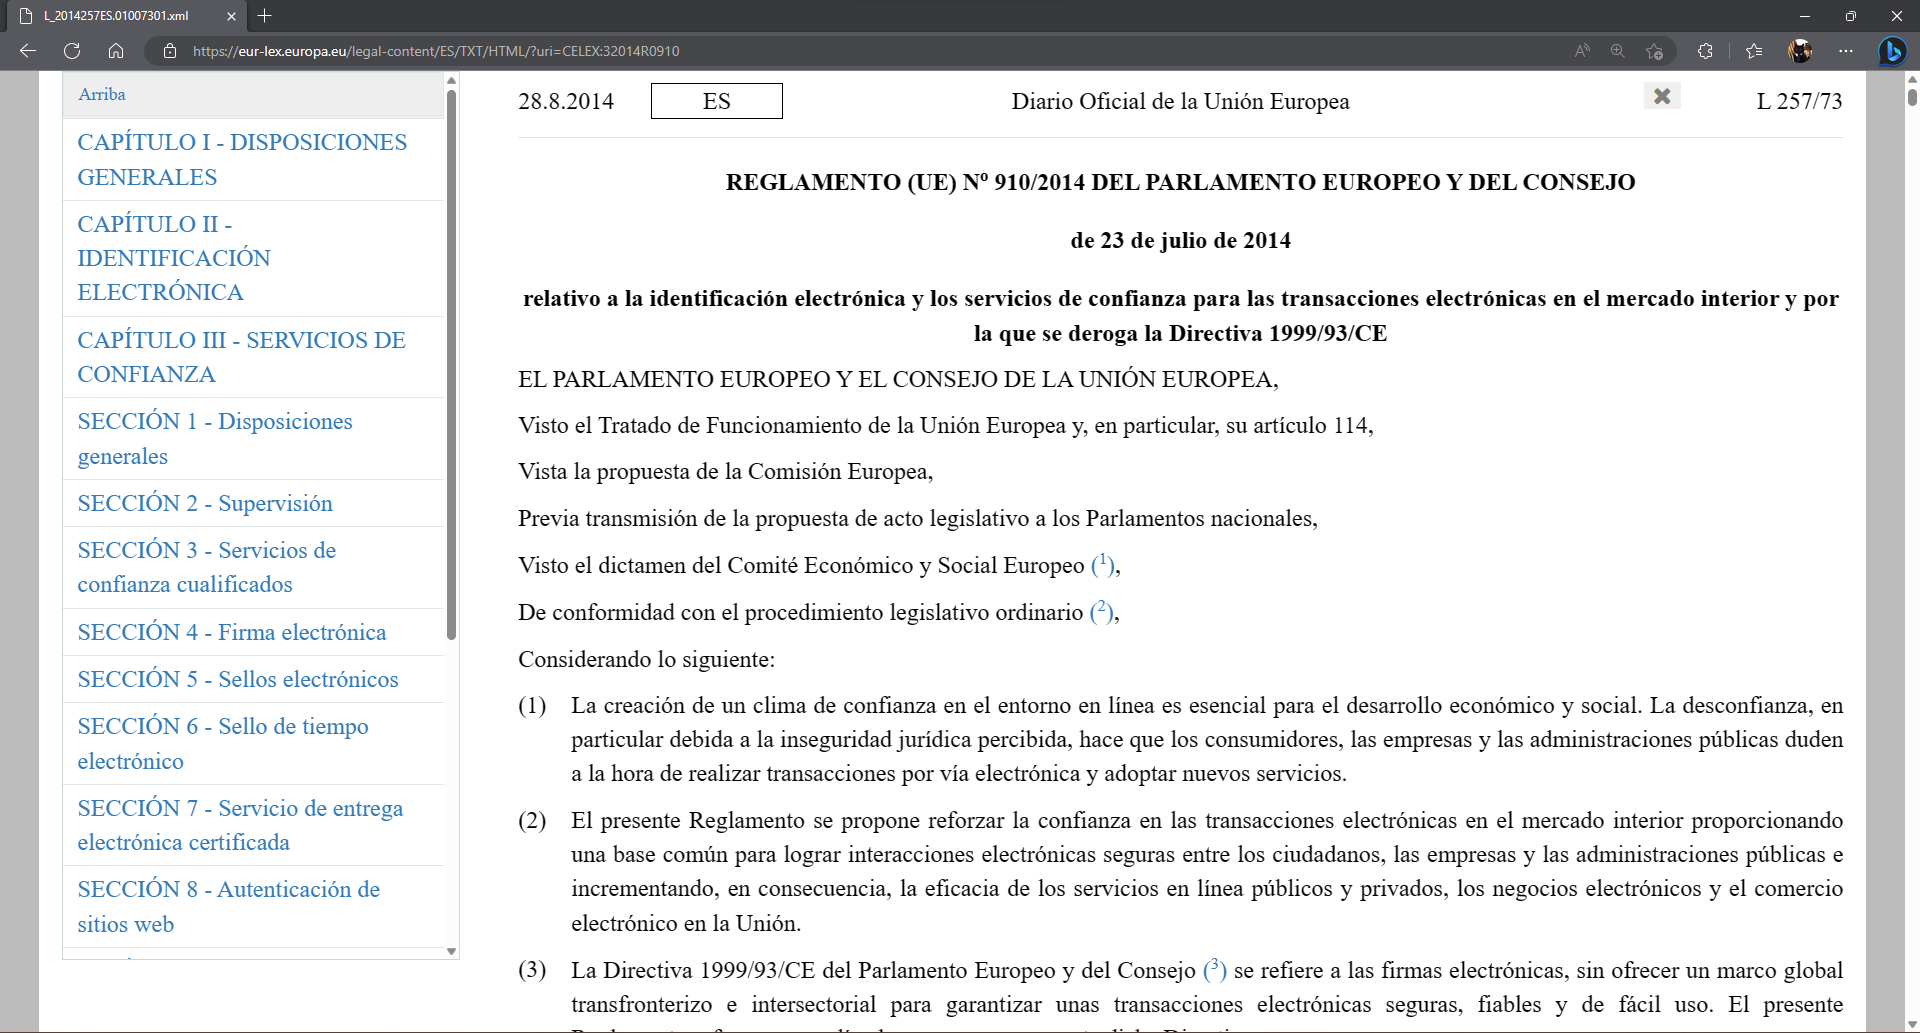 L_2014257ES.01007301.xml
https://eur-lex.europa.eu/legal-content/ES/TXT/HTML/?uri=CELEX:32014R0910
Arriba
CAPÍTULO I - DISPOSICIONES
GENERALES
CAPÍTULO II -
IDENTIFICACIÓN
ELECTRÓNICA
CAPÍTULO III - SERVICIOS DE
CONFIANZA
SECCIÓN 1 - Disposiciones
generales
SECCIÓN 2 - Supervisión
SECCIÓN 3 - Servicios de
confianza cualificados
SECCIÓN 4 - Firma electrónica
SECCIÓN 5 - Sellos electrónicos
SECCIÓN 6 - Sello de tiempo
electrónico
SECCIÓN 7 - Servicio de entrega
electrónica certificada
SECCIÓN 8 - Autenticación de
sitios web
28.8.2014 ES Diario Oficial de la Unión Europea L 257/73
REGLAMENTO (UE) Nº 910/2014 DEL PARLAMENTO EUROPEO Y DEL CONSEJO
de 23 de julio de 2014
relativo a la identificación electrónica y los servicios de confianza para las transacciones electrónicas en el mercado interior y por
la que se deroga la Directiva 1999/93/CE
EL PARLAMENTO EUROPEO Y EL CONSEJO DE LA UNIÓN EUROPEA,
Visto el Tratado de Funcionamiento de la Unión Europea y, en particular, su artículo 114,
Vista la propuesta de la Comisión Europea,
Previa transmisión de la propuesta de acto legislativo a los Parlamentos nacionales,
Visto el dictamen del Comité Económico y Social Europeo (1),
De conformidad con el procedimiento legislativo ordinario (2),
Considerando lo siguiente:
(1) La creación de un clima de confianza en el entorno en línea es esencial para el desarrollo económico y social. La desconfianza, en
particular debida a la inseguridad jurídica percibida, hace que los consumidores, las empresas y las administraciones públicas duden
a la hora de realizar transacciones por vía electrónica y adoptar nuevos servicios.
(2) El presente Reglamento se propone reforzar la confianza en las transacciones electrónicas en el mercado interior proporcionando
una base común para lograr interacciones electrónicas seguras entre los ciudadanos, las empresas y las administraciones públicas e
incrementando, en consecuencia, la eficacia de los servicios en línea públicos y privados, los negocios electrónicos y el comercio
electrónico en la Unión.
(3) La Directiva 1999/93/CE del Parlamento Europeo y del Consejo (3) se refiere a las firmas electrónicas, sin ofrecer un marco global
transfronterizo e intersectorial para garantizar unas transacciones electrónicas seguras, fiables y de fácil uso. El presente